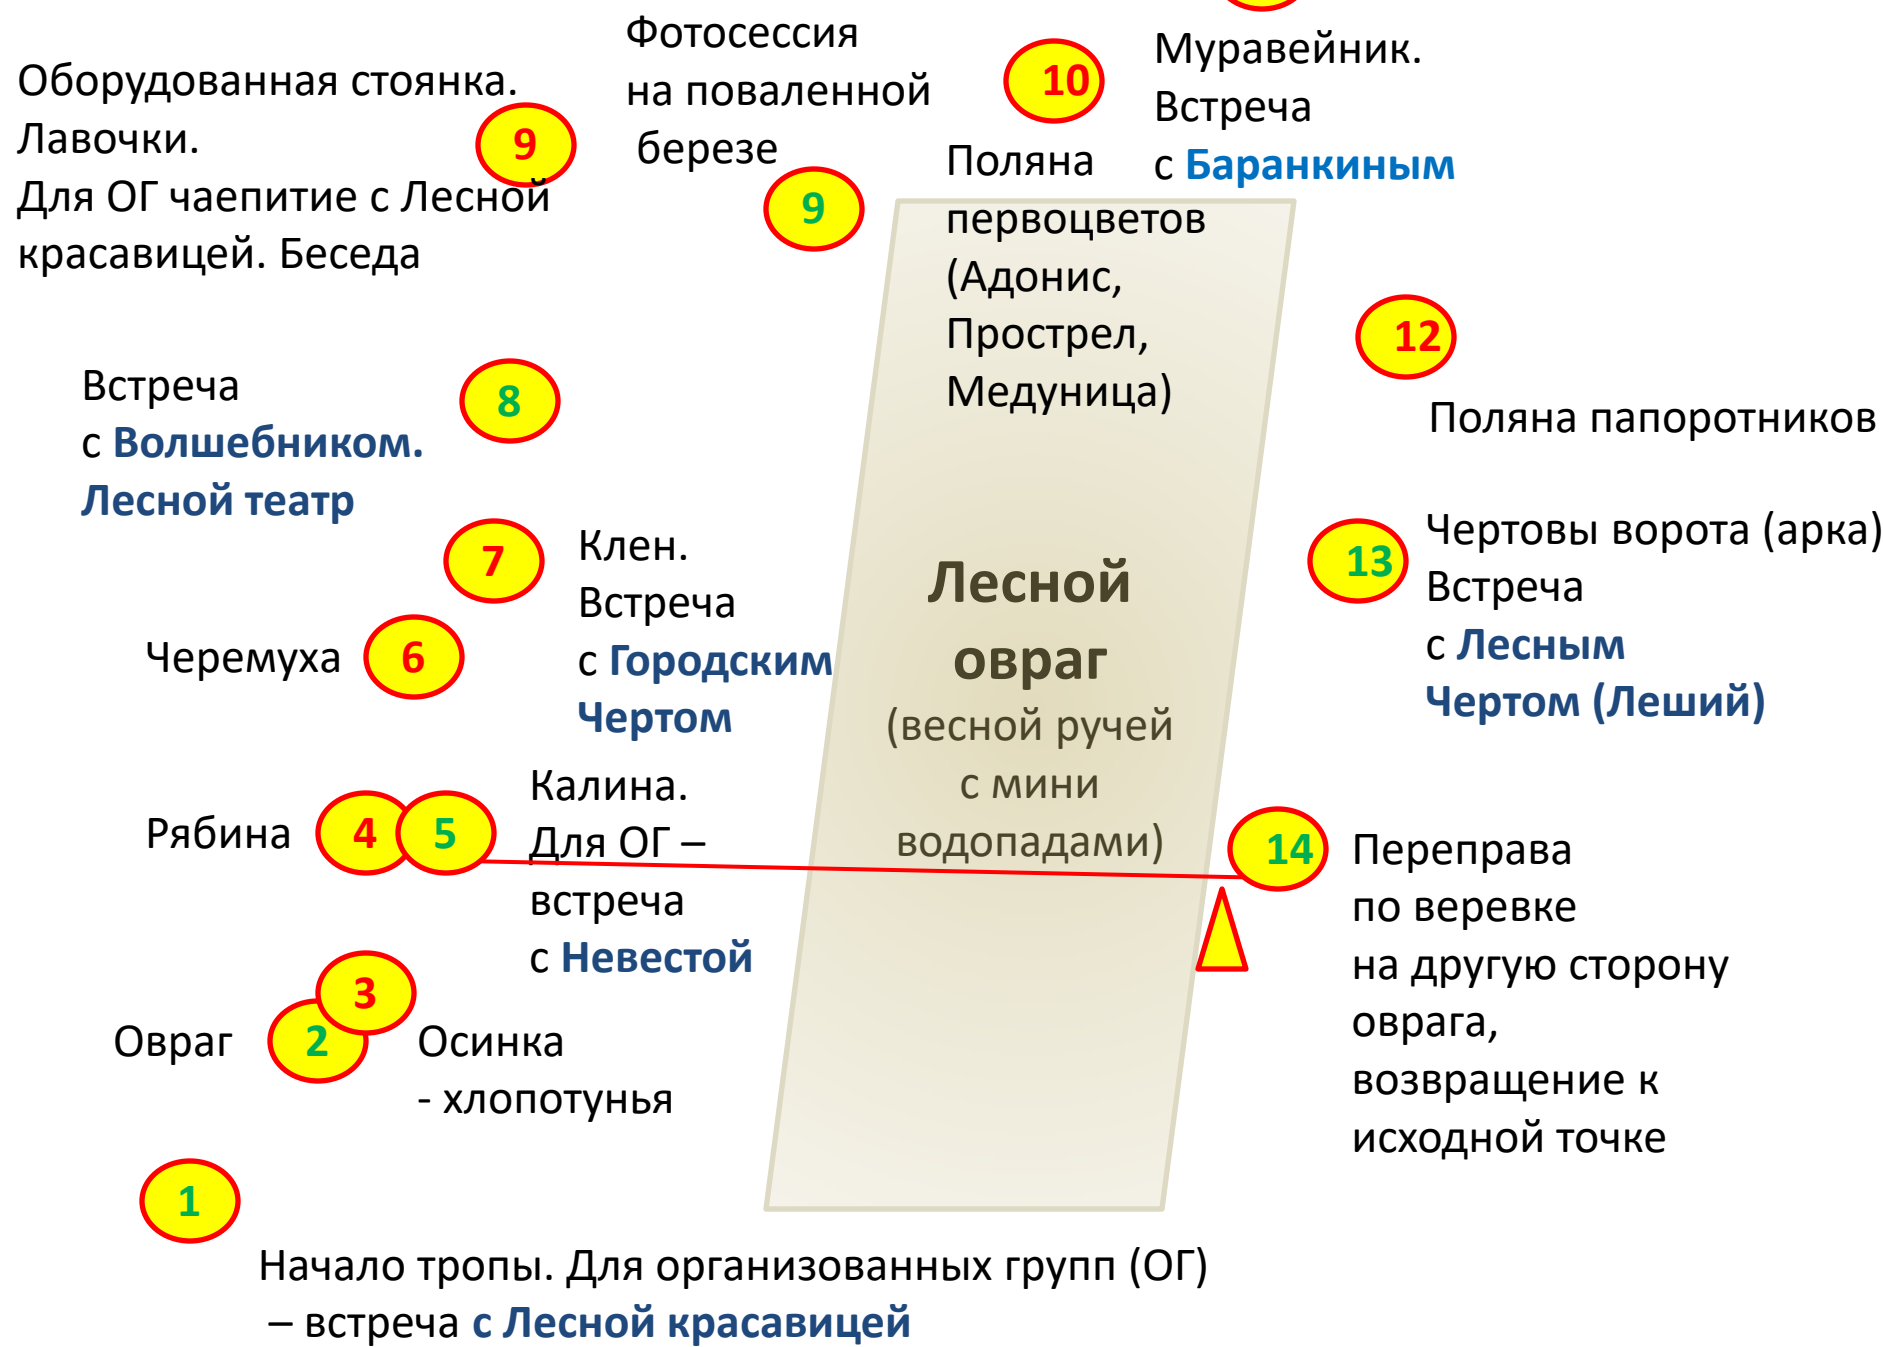 Фотосессия
на поваленной
березе
9
10
Муравейник.
Встреча
с Баранкиным
Оборудованная стоянка.
Лавочки.
Для ОГ чаепитие с Лесной
красавицей. Беседа
9
Поляна
первоцветов
(Адонис,
Прострел,
Медуница)
12
Поляна папоротников
Встреча
с Волшебником.
Лесной театр
8
7
Клен.
Встреча
с Городским
Чертом
Лесной
овраг
(весной ручей
с мини
водопадами)
13
Чертовы ворота (арка)
Встреча
с Лесным
Чертом (Леший)
Черемуха
6
Рябина
4
5
Калина.
Для ОГ –
встреча
с Невестой
14
Переправа
по веревке
на другую сторону
оврага,
возвращение к
исходной точке
Овраг
2
3
Осинка
- хлопотунья
1
Начало тропы. Для организованных групп (ОГ)
– встреча с Лесной красавицей